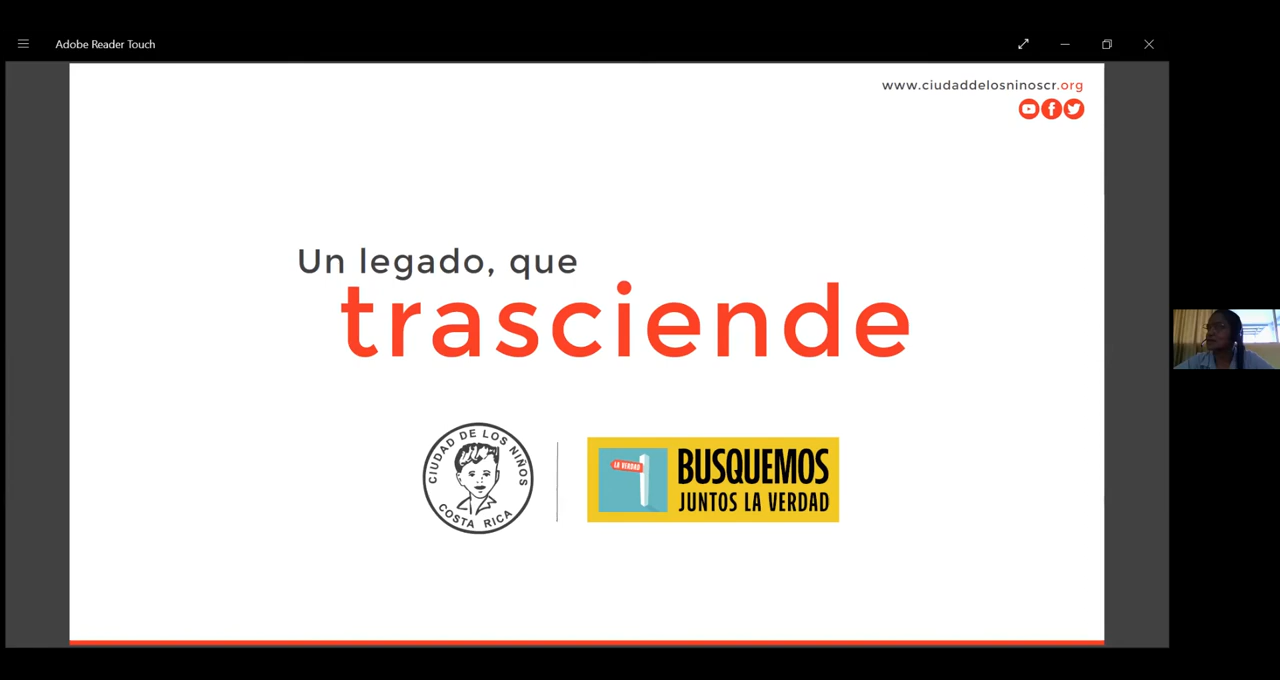 Adobe Reader Touch
www.ciudaddelosninoscr.org
Un legado, que
trasciende
CIUDAD DE LOS NIÑOS
COSTA RICA
LA VERDAD
BUSQUEMOS
JUNTOS LA VERDAD